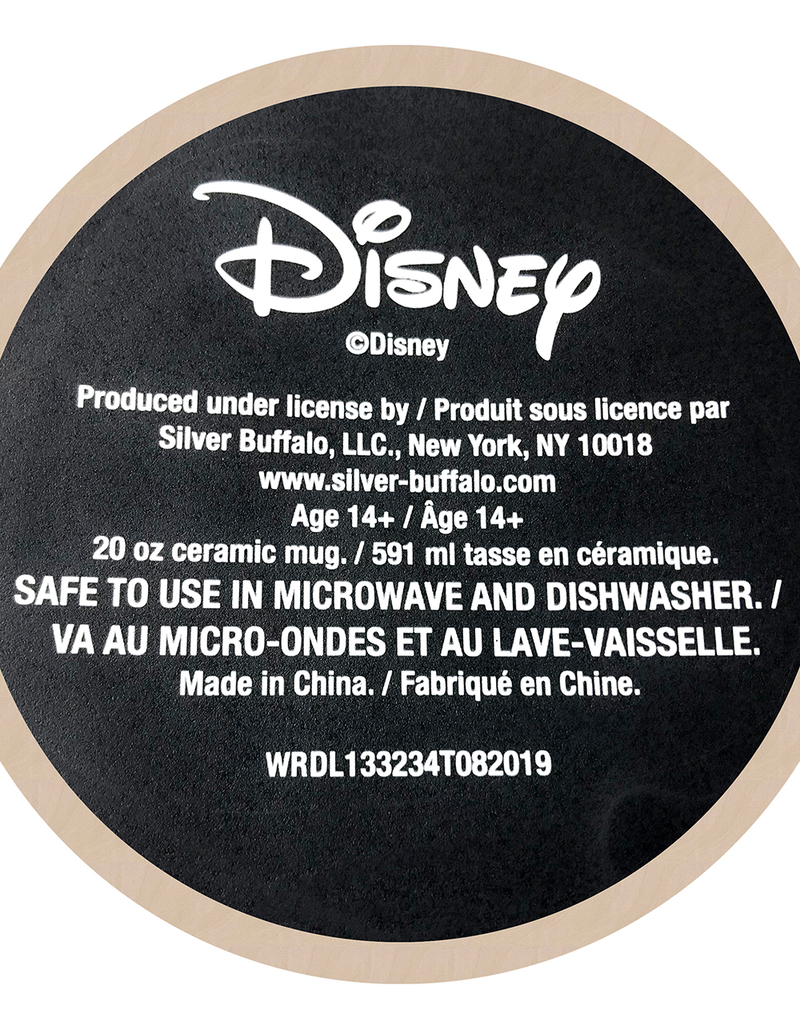 Disney
©Disney
Produced under license by / Produit sous licence par
Silver Buffalo, LLC., New York, NY 10018
www.silver-buffalo.com
Age 14+ / Âge 14+
20 oz ceramic mug. / 591 ml tasse en céramique.
SAFE TO USE IN MICROWAVE AND DISHWASHER. /
VA AU MICRO-ONDES ET AU LAVE-VAISSELLE.
Made in China. / Fabriqué en Chine.
WRDL133234T082019